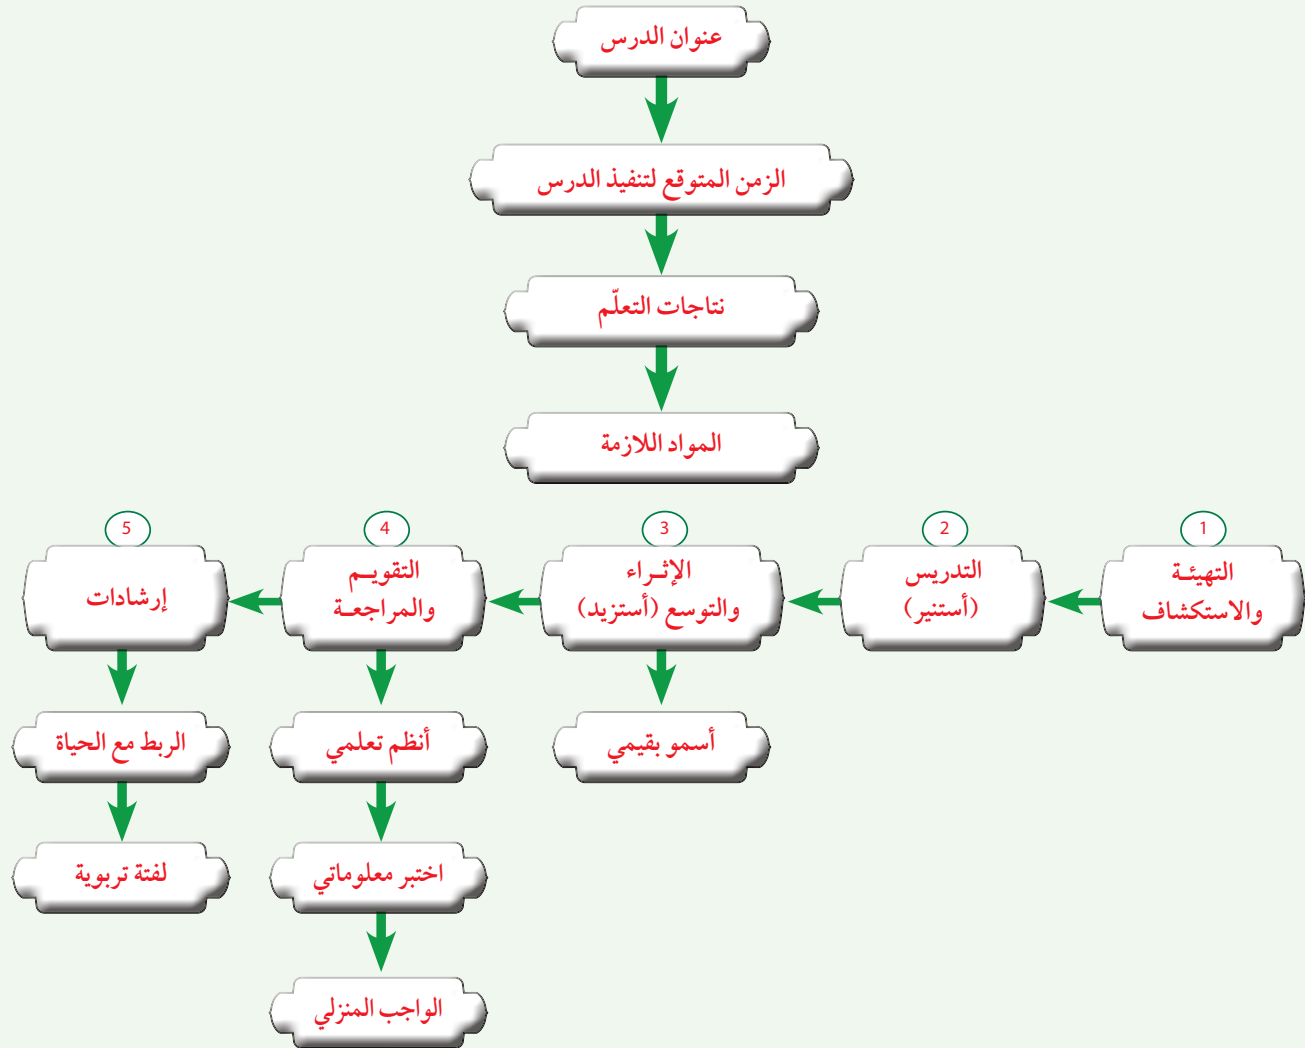 عنوان الدرس
الزمن المتوقع لتنفيذ الدرس
نتاجات التعلّم
المواد اللازمة
1
التهيئـة
والاستكشاف
2
التدريس
(أستنير)
3
الإثـراء
والتوسع (أستزيد)
أسمو بقيمي
4
التقويـم
والمراجعـة
أنظم تعلمي
اختبر معلوماتي
الواجب المنزلي
5
إرشادات
الربط مع الحياة
لفتة تربوية